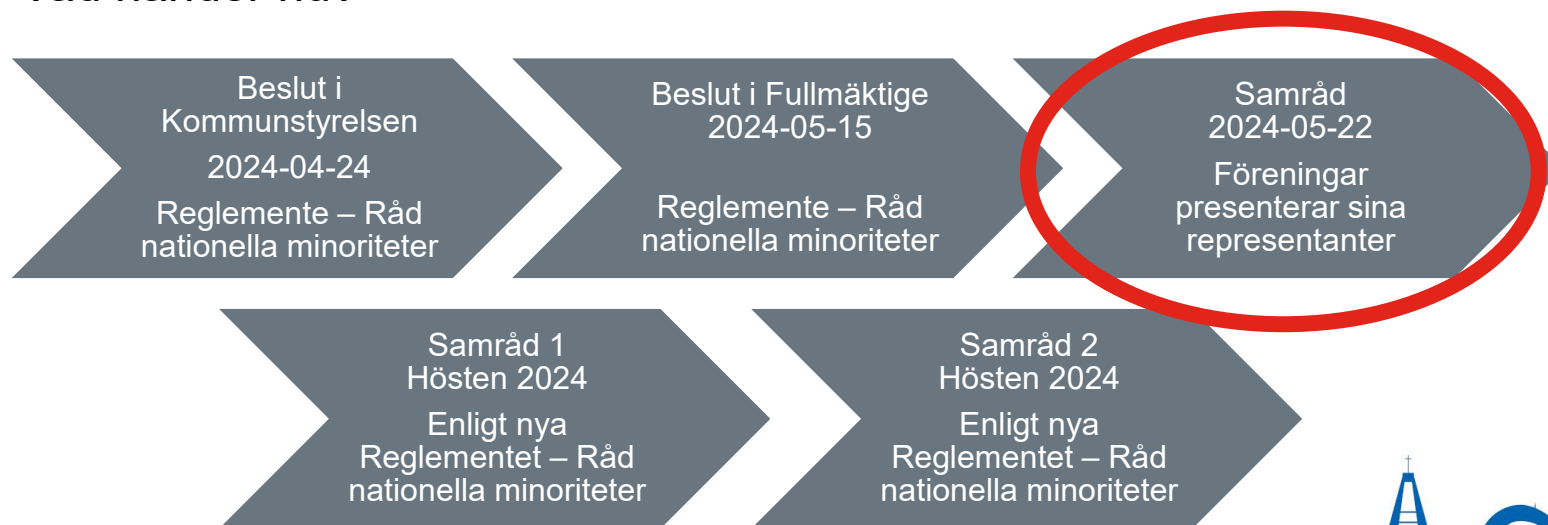 Beslut i
Kommunstyrelsen
2024-04-24
Reglemente – Råd
nationella minoriteter
Beslut i Fullmäktige
2024-05-15
Reglemente – Råd
nationella minoriteter
Samråd
2024-05-22
Föreningar
presenterar sina
representanter
Samråd 1
Hösten 2024
Enligt nya
Reglementet – Råd
nationella minoriteter
Samråd 2
Hösten 2024
Enligt nya
Reglementet – Råd
nationella minoriteter